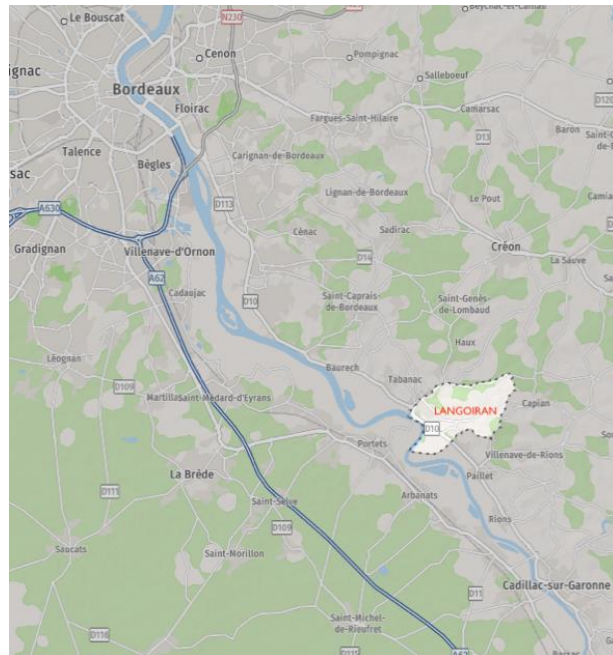 Le Bouscat
N230
Cenon
Pompignac
Salleboeuf
ignac
Bordeaux
Floirac
Camarsac
D120
Fargues-Saint-Hilaire
Baron
D13
Talence
Carignan-de-Bordeaux
Bègles
sac
Lignan-de-Bordeaux
Le Pout
D113
A630
Cénac
Sadirac
Créon
Gradignan
Villenave-d'Ornon
D14
La Sauve
A62
Cadaujac
D10
Saint-Caprais-
de-Bordeaux
Saint-Genès-
de-Lombaud
Haux
Léognan
Baurech
D109
Tabanac
Martilla
Saint-Médard-d'Eyrans
LANGOIRAN
Capian
D10
Portets
Villenave-de-Rions
La Brède
Paillet
D111
Arbanats
Saint-Selve
Rions
D109
Saucats
Saint-Morillon
Cadillac-sur-Garonne
D11
Saint-Michel-
de-Rieufret
D116
A62